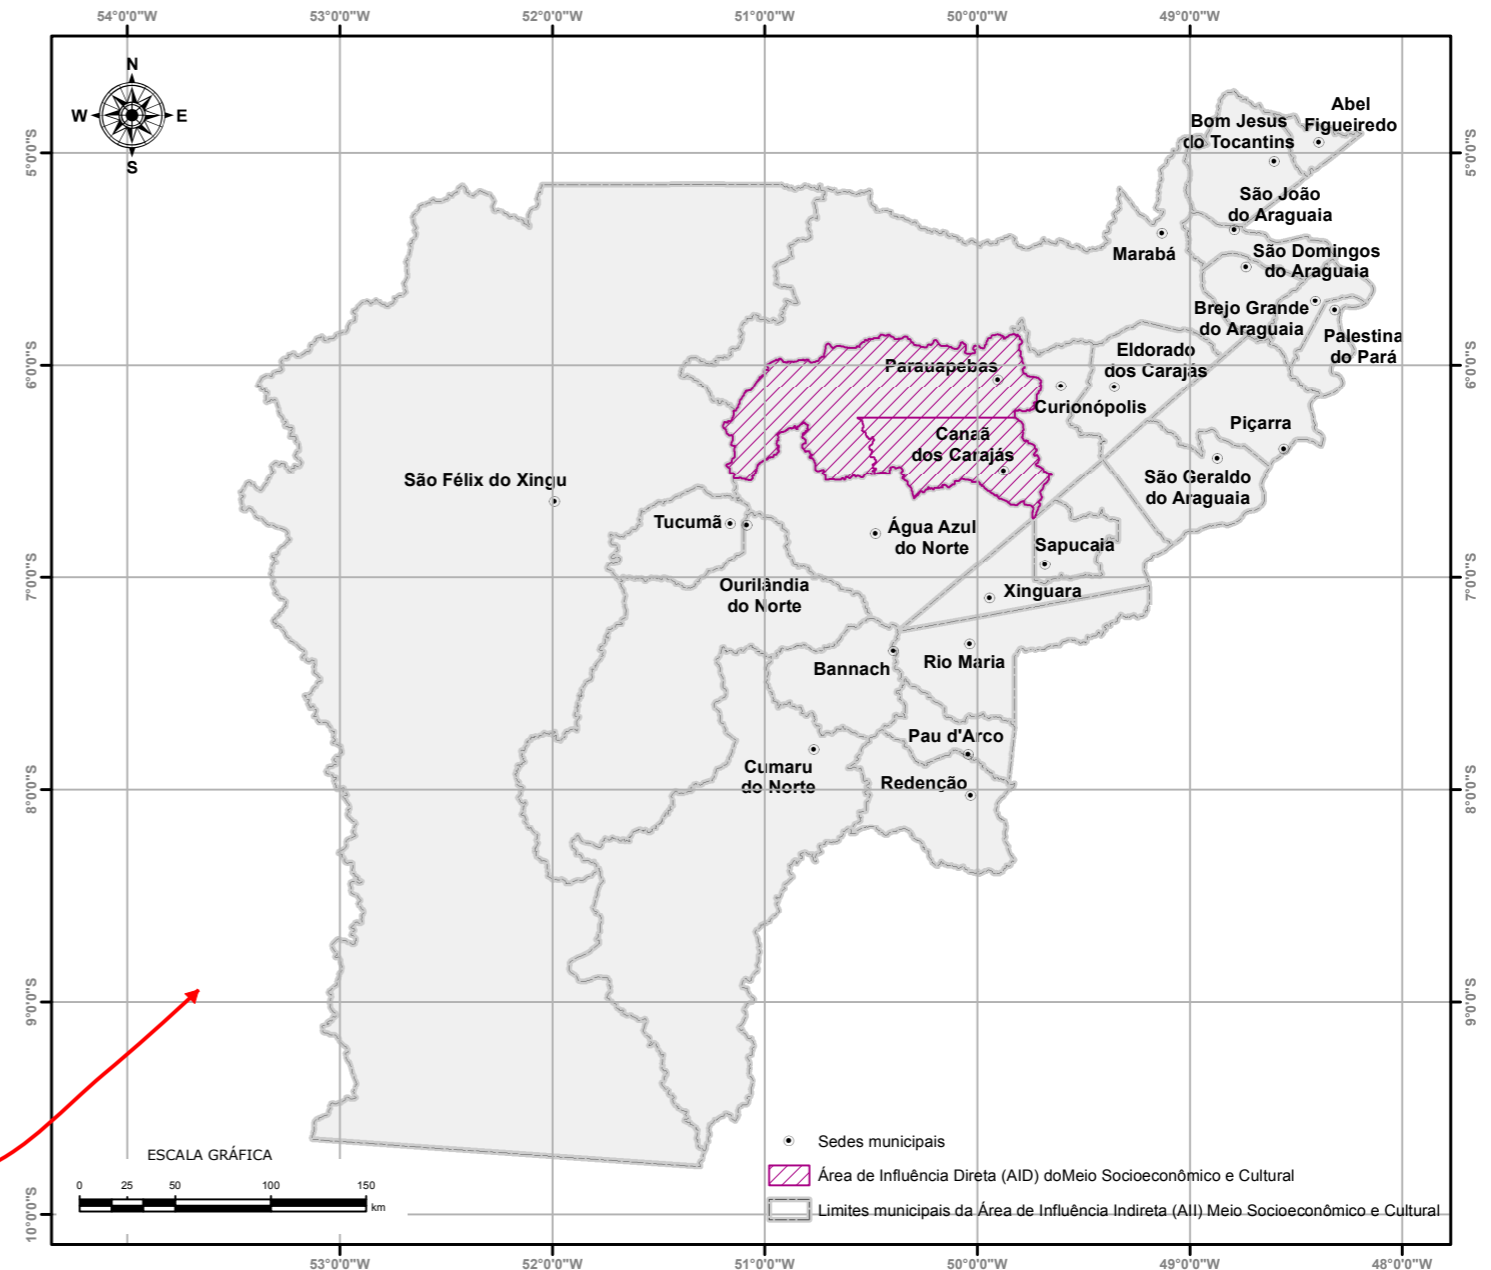 54°0'0"W 53°0'0"W 52°0'0"W 51°0'0"W 50°0'0"W 49°0'0"W
N
W E
S
Abel
Figueiredo
Bom Jesus
do Tocantins
5°0'0"S 5°0'0"S
São João
do Araguaia
Marabá
São Domingos
do Araguaia
Brejo Grande
do Araguaia
Palestina
do Pará
Eldorado
dos Carajás
6°0'0"S 6°0'0"S
Parauapebas
Curionópolis
Piçarra
Canaã
dos Carajás
São Geraldo
do Araguaia
São Félix do Xingu
Tucumã
Água Azul
do Norte
Sapucaia
7°0'0"S 7°0'0"S
Ourilândia
do Norte
Xinguara
Bannach
Rio Maria
Pau d'Arco
Cumaru
do Norte
Redenção
8°0'0"S 8°0'0"S
9°0'0"S 9°0'0"S
Sedes municipais
ESCALA GRÁFICA
0 25 50 100 150
km
Área de Influência Direta (AID) doMeio Socioeconômico e Cultural
Limites municipais da Área de Influência Indireta (AII) Meio Socioeconômico e Cultural
10°0'0"S 10°0'0"S
53°0'0"W 52°0'0"W 51°0'0"W 50°0'0"W 49°0'0"W 48°0'0"W